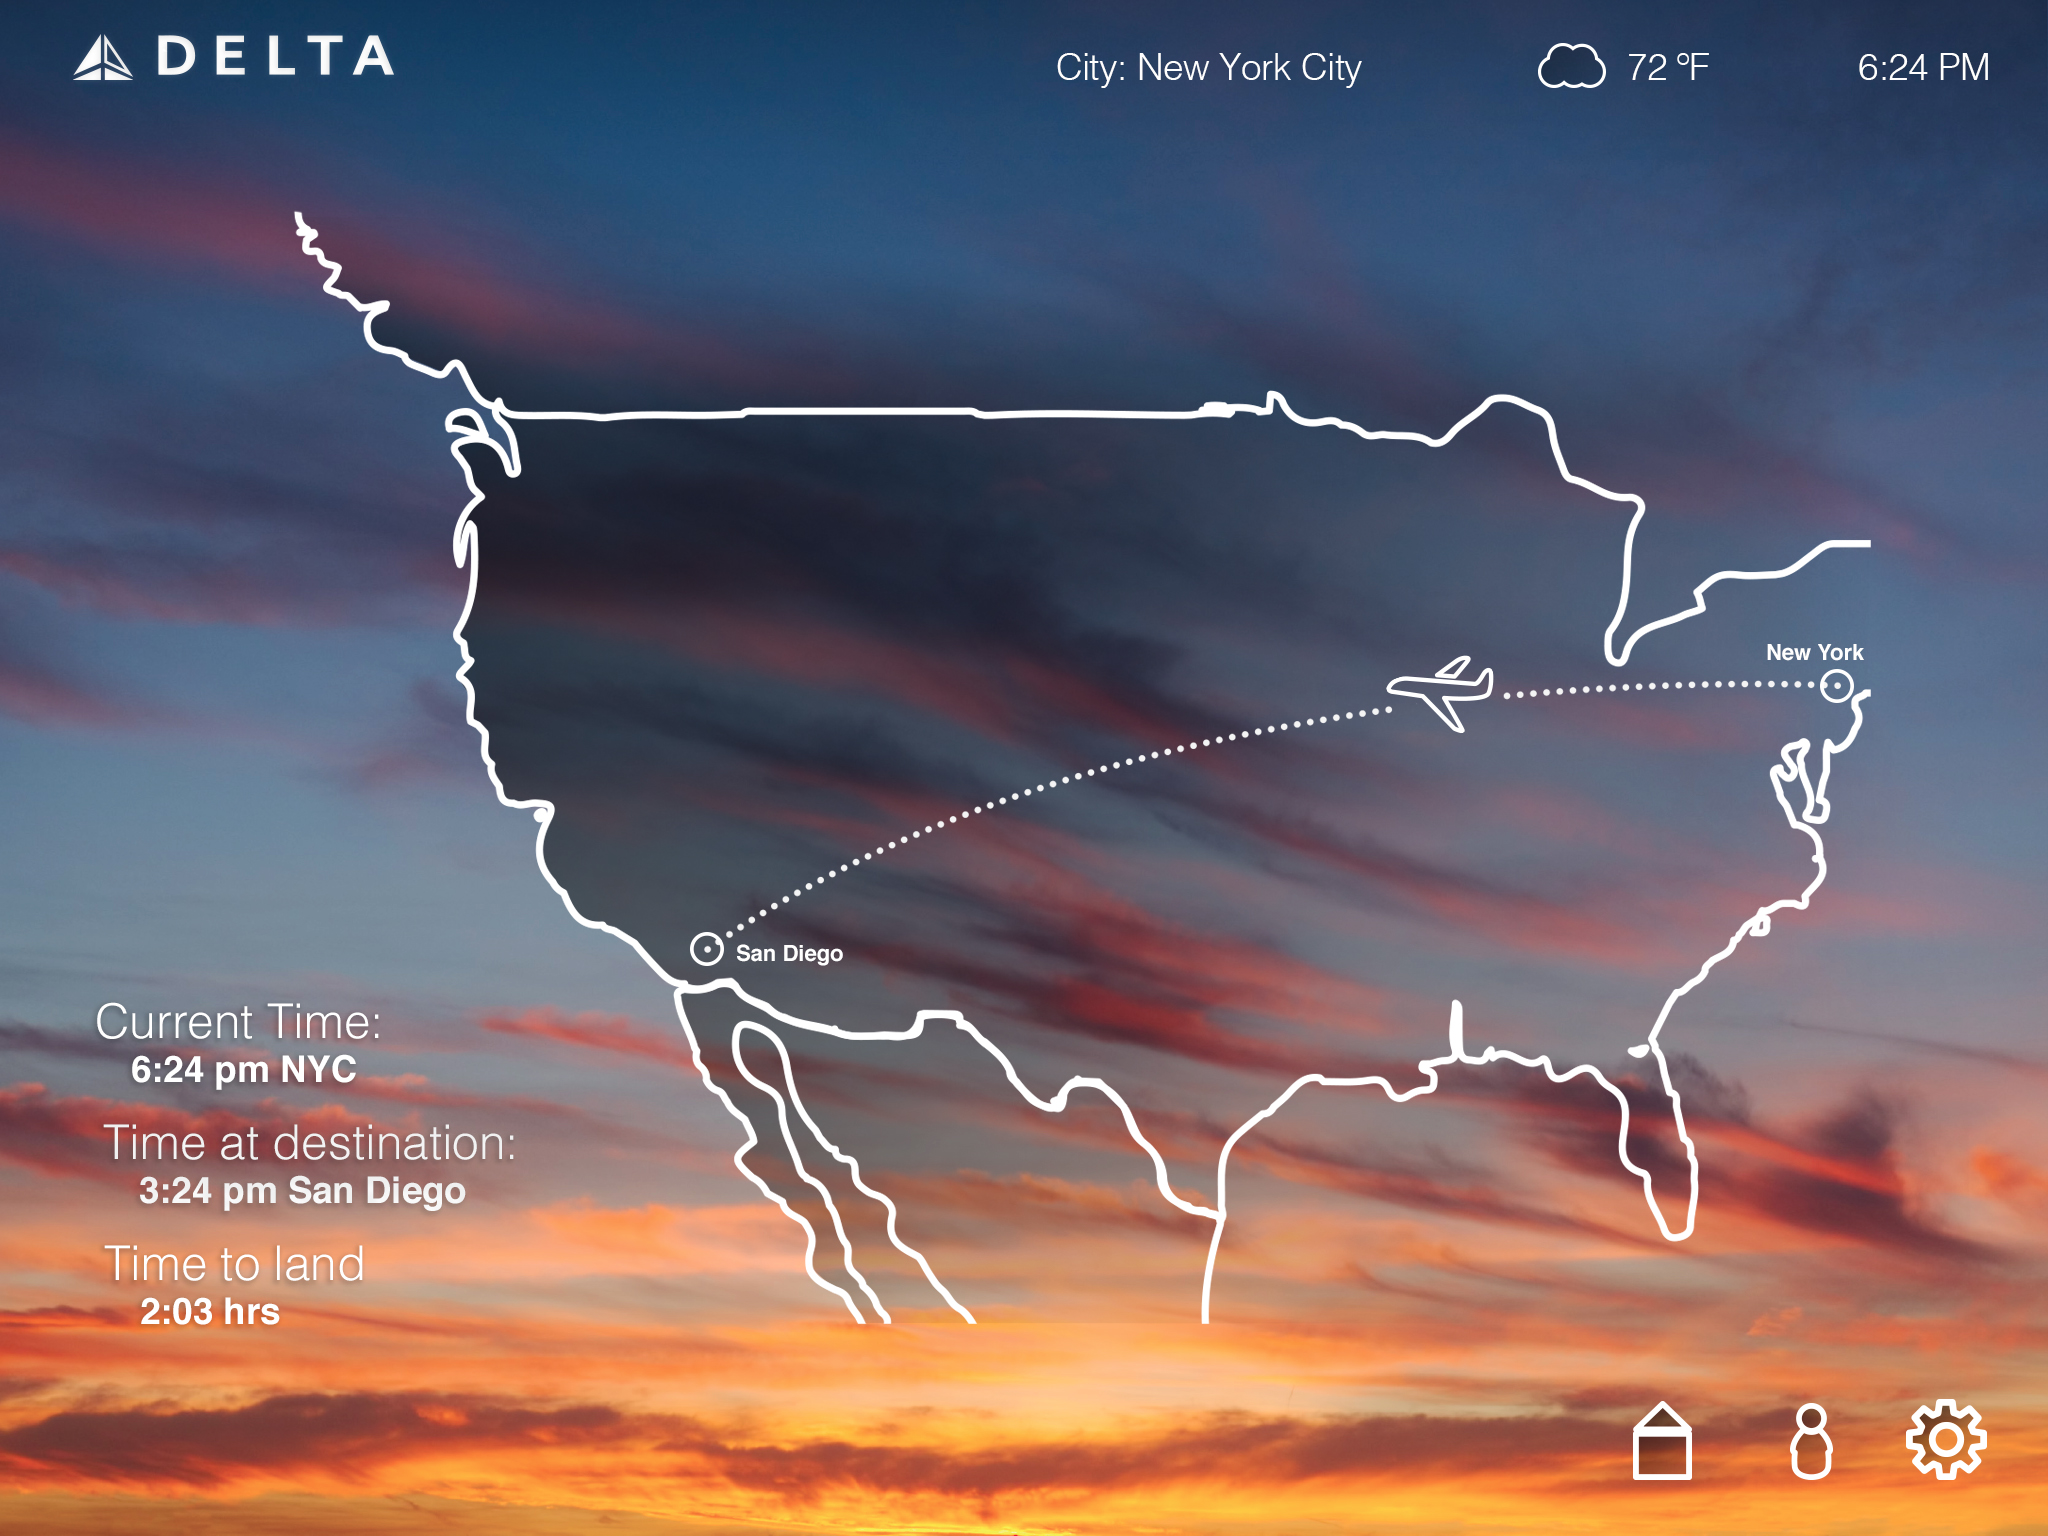 DELTA
City: New York City
72 ºF
6:24 PM
New York
San Diego
Current Time:
6:24 pm NYC
Time at destination:
3:24 pm San Diego
Time to land
2:03 hrs